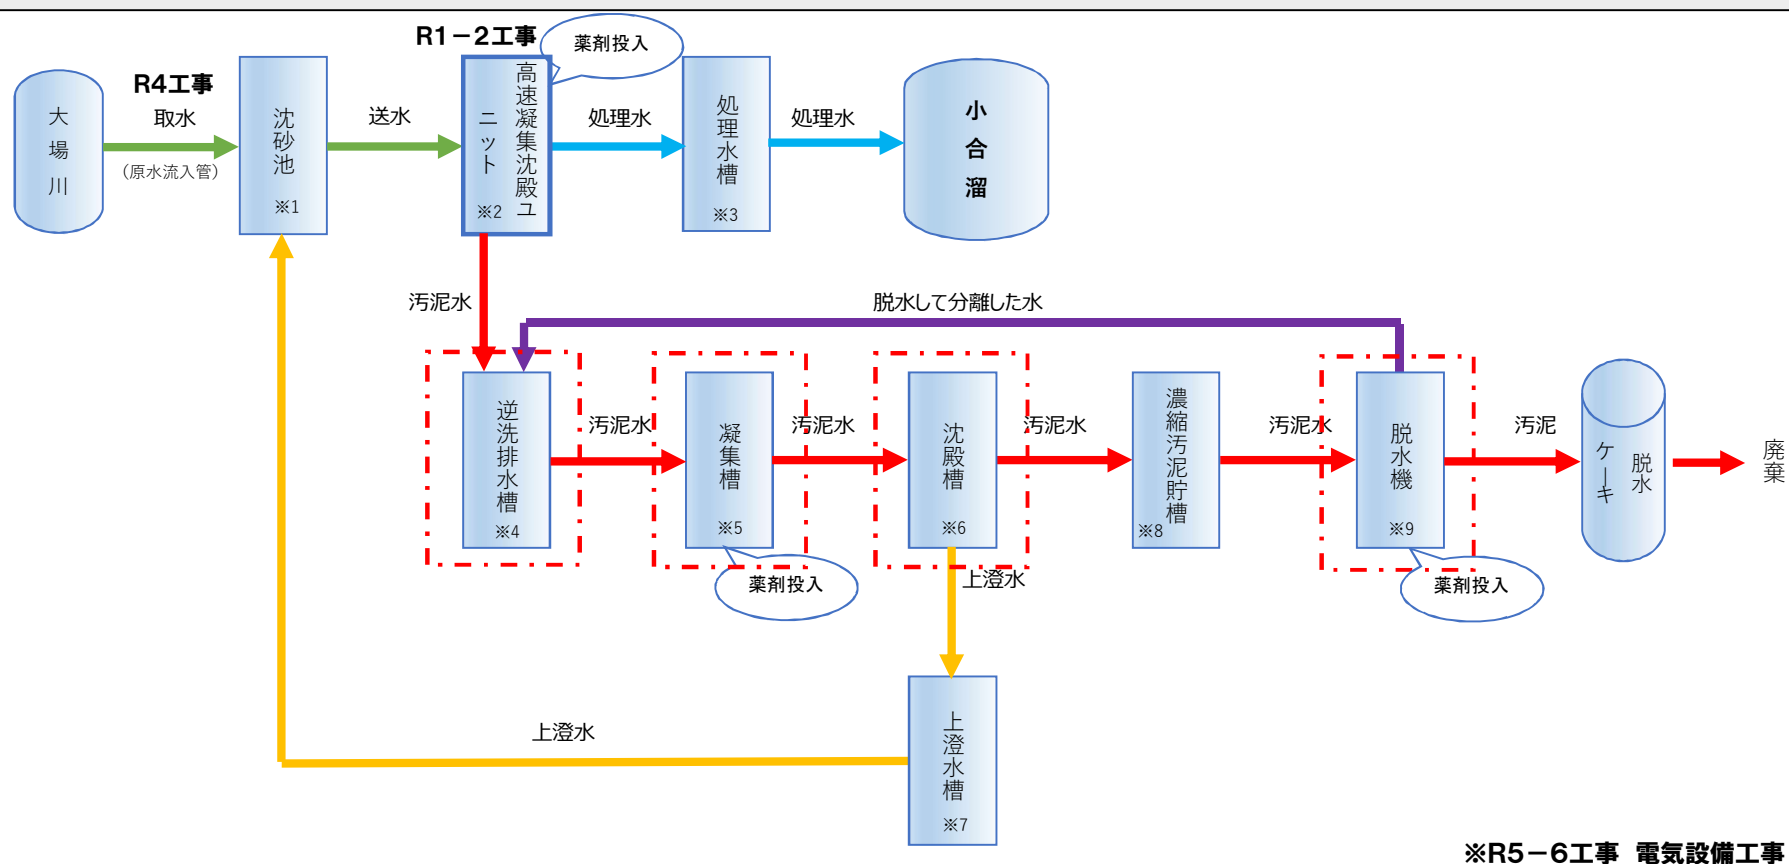 R1－2工事
薬剤投入
R4工事
大場川
取水
(原水流入管)
沈砂池
※1
送水
高速凝集沈殿ユニット
※2
処理水
処理水槽
※3
処理水
小合溜
汚泥水
脱水して分離した水
逆洗排水槽
※4
汚泥水
凝集槽
※5
汚泥水
沈殿槽
※6
汚泥水
濃縮汚泥貯槽
※8
汚泥水
脱水機
※9
汚泥
脱水
ケーキ
廃棄
薬剤投入
上澄水
薬剤投入
上澄水
上澄水槽
※7
※R5－6工事 電気設備工事